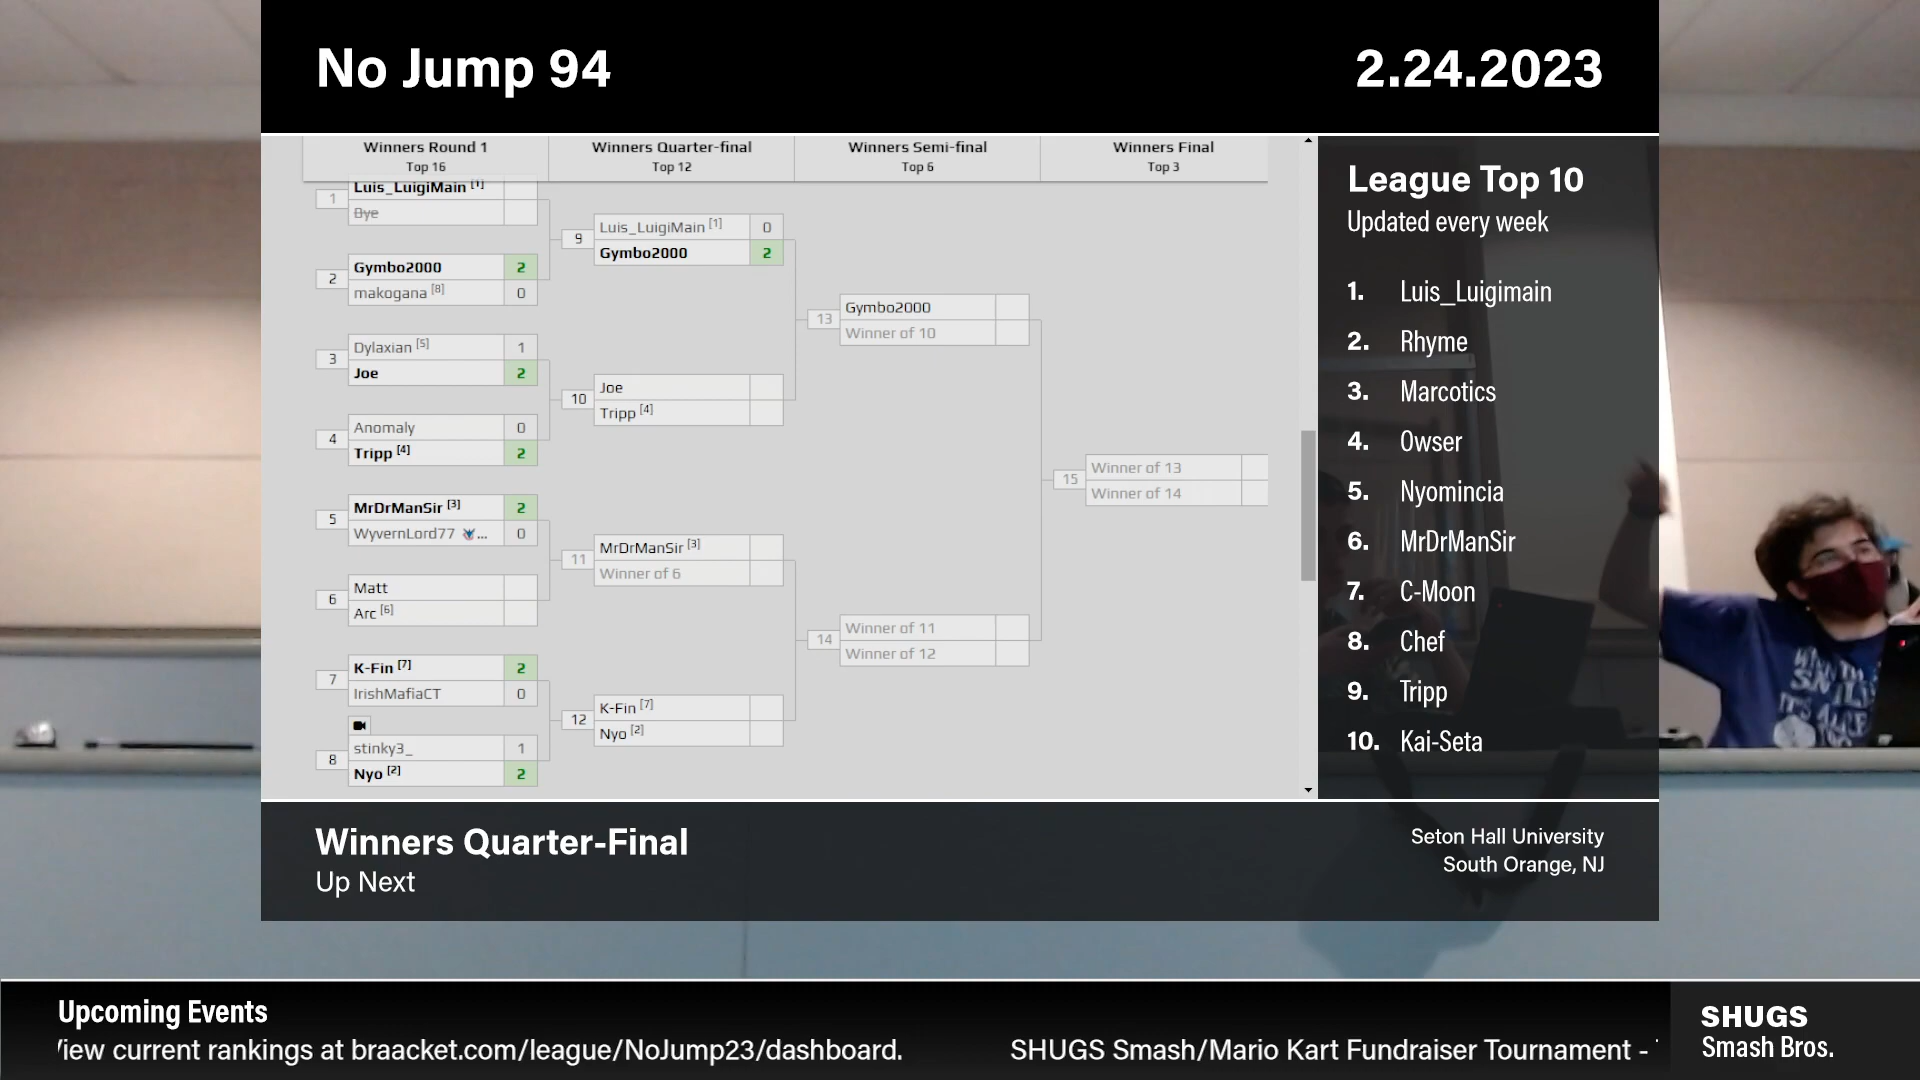 No Jump 94
2.24.2023
Winners Round 1
Top 16
Winners Quarter-final
Top 12
Winners Semi-final
Top 6
Winners Final
Top 3
1
Luis_LuigiMain [1]
Bye
2
Gymbo2000 2
makogana [8] 0
3
Dylaxian [5] 1
Joe 2
4
Anomaly 0
Tripp [4] 2
5
MrDrManSir [3] 2
WyvernLord77 ... 0
6
Matt
Arc [6]
7
K-Fin [7] 2
IrishMafiaCT 0
8
stinky3_ 1
Nyo [2] 2
9
Luis_LuigiMain [1] 0
Gymbo2000 2
10
Joe
Tripp [4]
11
MrDrManSir [3]
Winner of 6
12
K-Fin [7]
Nyo [2]
13
Gymbo2000
Winner of 10
14
Winner of 11
Winner of 12
15
Winner of 13
Winner of 14
League Top 10
Updated every week
1. Luis_Luigimain
2. Rhyme
3. Marcotics
4. Owser
5. Nyomincia
6. MrDrManSir
7. C-Moon
8. Chef
9. Tripp
10. Kai-Seta
Winners Quarter-Final
Up Next
Seton Hall University
South Orange, NJ
Upcoming Events
View current rankings at braacket.com/league/NoJump23/dashboard.
SHUGS Smash/Mario Kart Fundraiser Tournament -
SHUGS
Smash Bros.